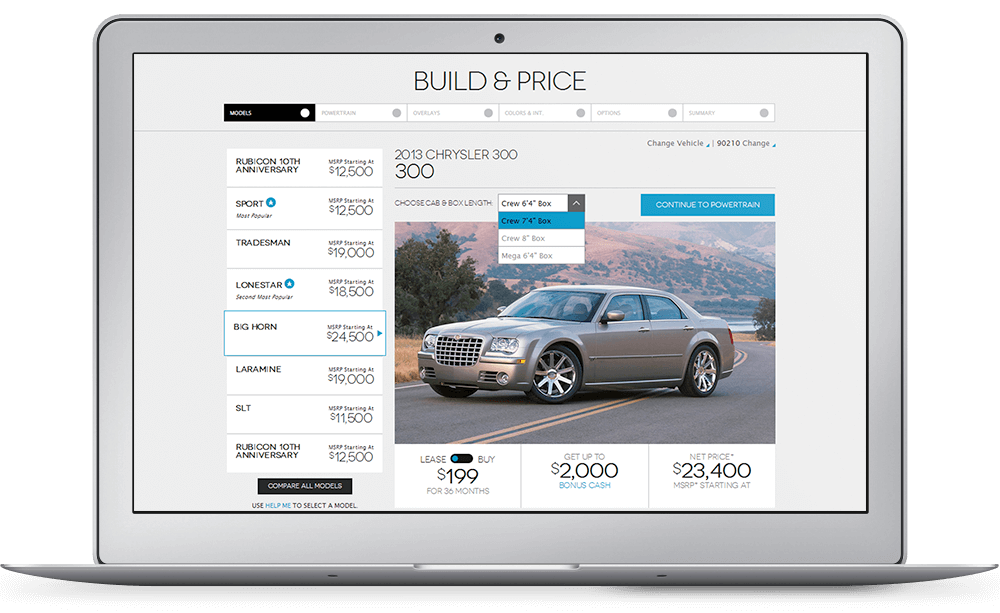 BUILD & PRICE
MODELS
POWERTRAIN
OVERLAYS
COLORS & INT.
OPTIONS
SUMMARY
Change Vehicle | 90210 Change
RUBICON 10TH
ANNIVERSARY
MSRP Starting At
$12,500
SPORT
Most Popular
MSRP Starting At
$12,500
TRADESMAN
MSRP Starting At
$19,000
LONESTAR
Second Most Popular
MSRP Starting At
$18,500
BIG HORN
MSRP Starting At
$24,500
LARAMINE
MSRP Starting At
$19,000
SLT
MSRP Starting At
$11,500
RUBICON 10TH
ANNIVERSARY
MSRP Starting At
$12,500
COMPARE ALL MODELS
USE HELP ME TO SELECT A MODEL.
2013 CHRYSLER 300
300
CHOOSE CAB & BOX LENGTH:
Crew 6'4" Box
Crew 7'4" Box
Crew 8" Box
Mega 6'4" Box
CONTINUE TO POWERTRAIN
LEASE BUY
$199
FOR 36 MONTHS
GET UP TO
$2,000
BONUS CASH
NET PRICE*
$23,400
MSRP* STARTING AT